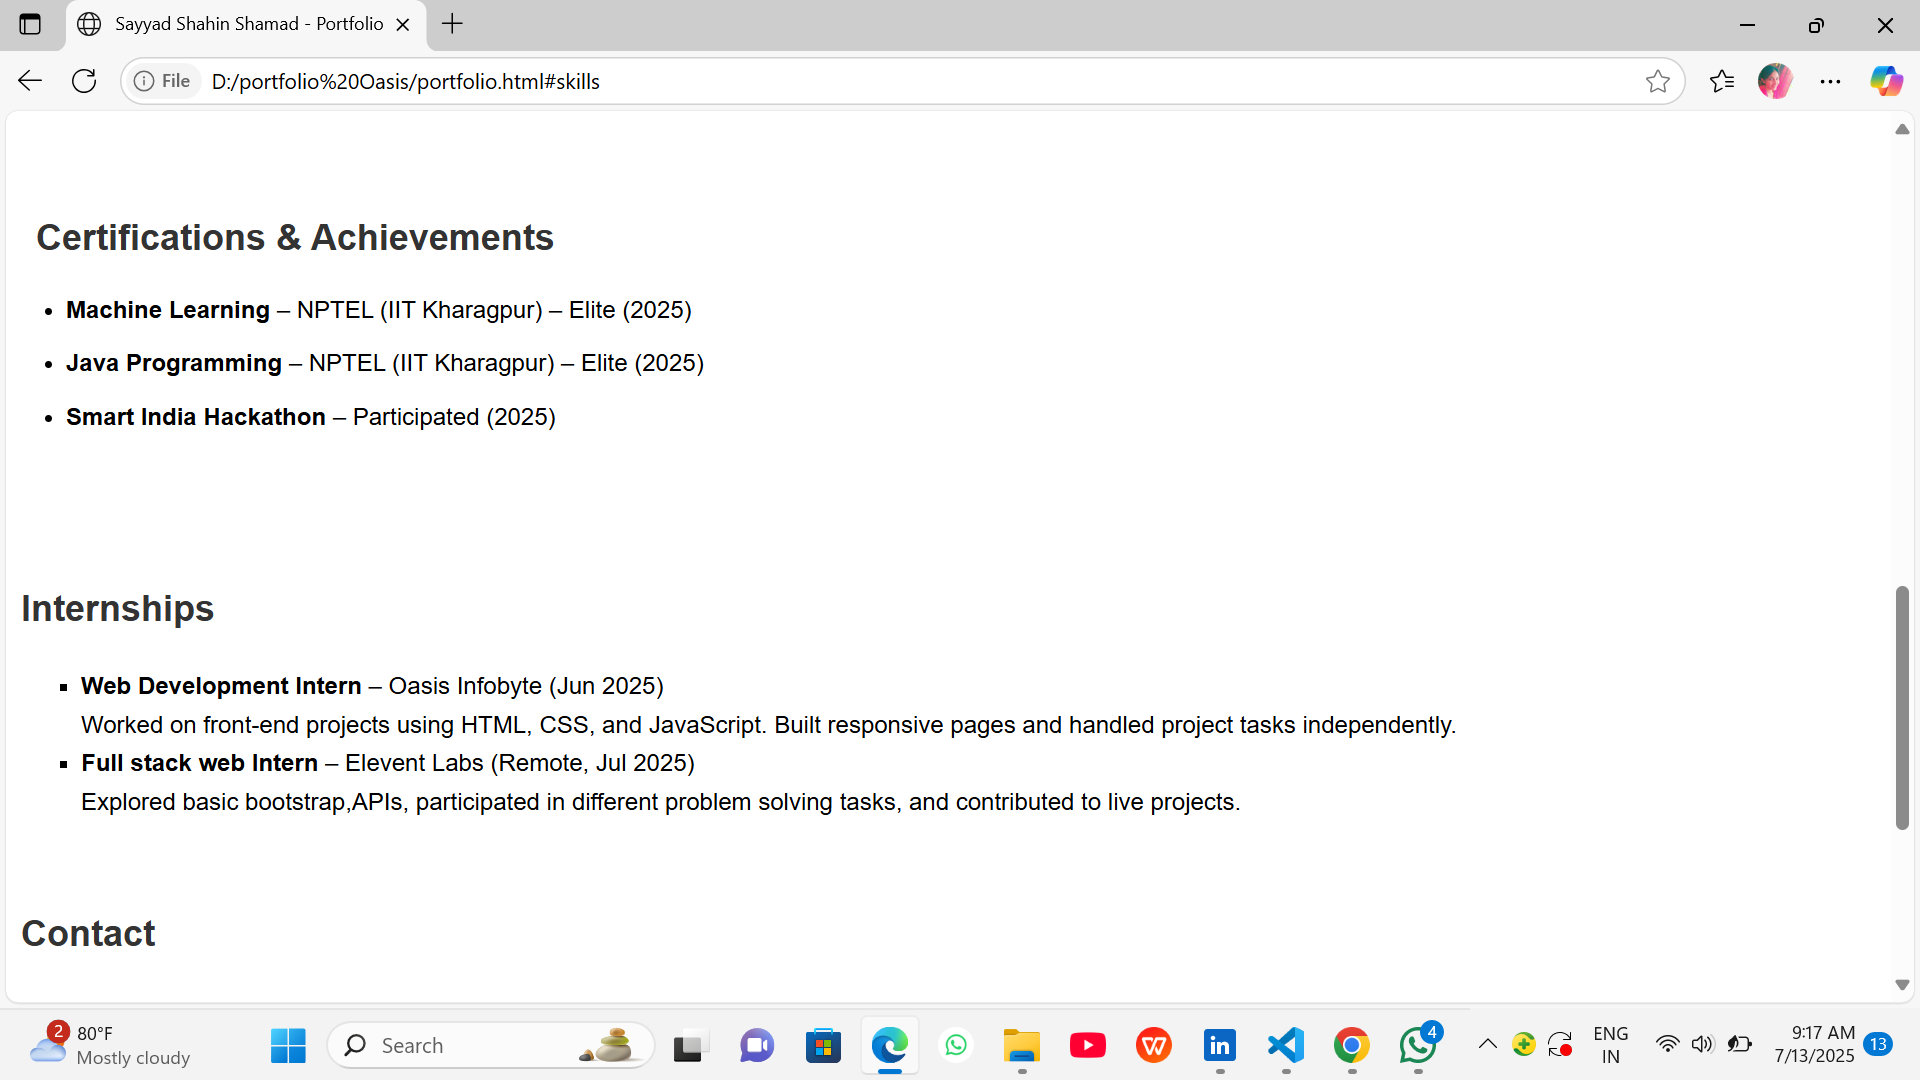 Sayyad Shahin Shamad - Portfolio
File
D:/portfolio%20Oasis/portfolio.html#skills
Certifications & Achievements
Machine Learning – NPTEL (IIT Kharagpur) – Elite (2025)
Java Programming – NPTEL (IIT Kharagpur) – Elite (2025)
Smart India Hackathon – Participated (2025)
Internships
Web Development Intern – Oasis Infobyte (Jun 2025)
Worked on front-end projects using HTML, CSS, and JavaScript. Built responsive pages and handled project tasks independently.
Full stack web Intern – Elevent Labs (Remote, Jul 2025)
Explored basic bootstrap,APIs, participated in different problem solving tasks, and contributed to live projects.
Contact
2
80°F
Mostly cloudy
Search
W
in
4
ENG
IN
9:17 AM
7/13/2025
13